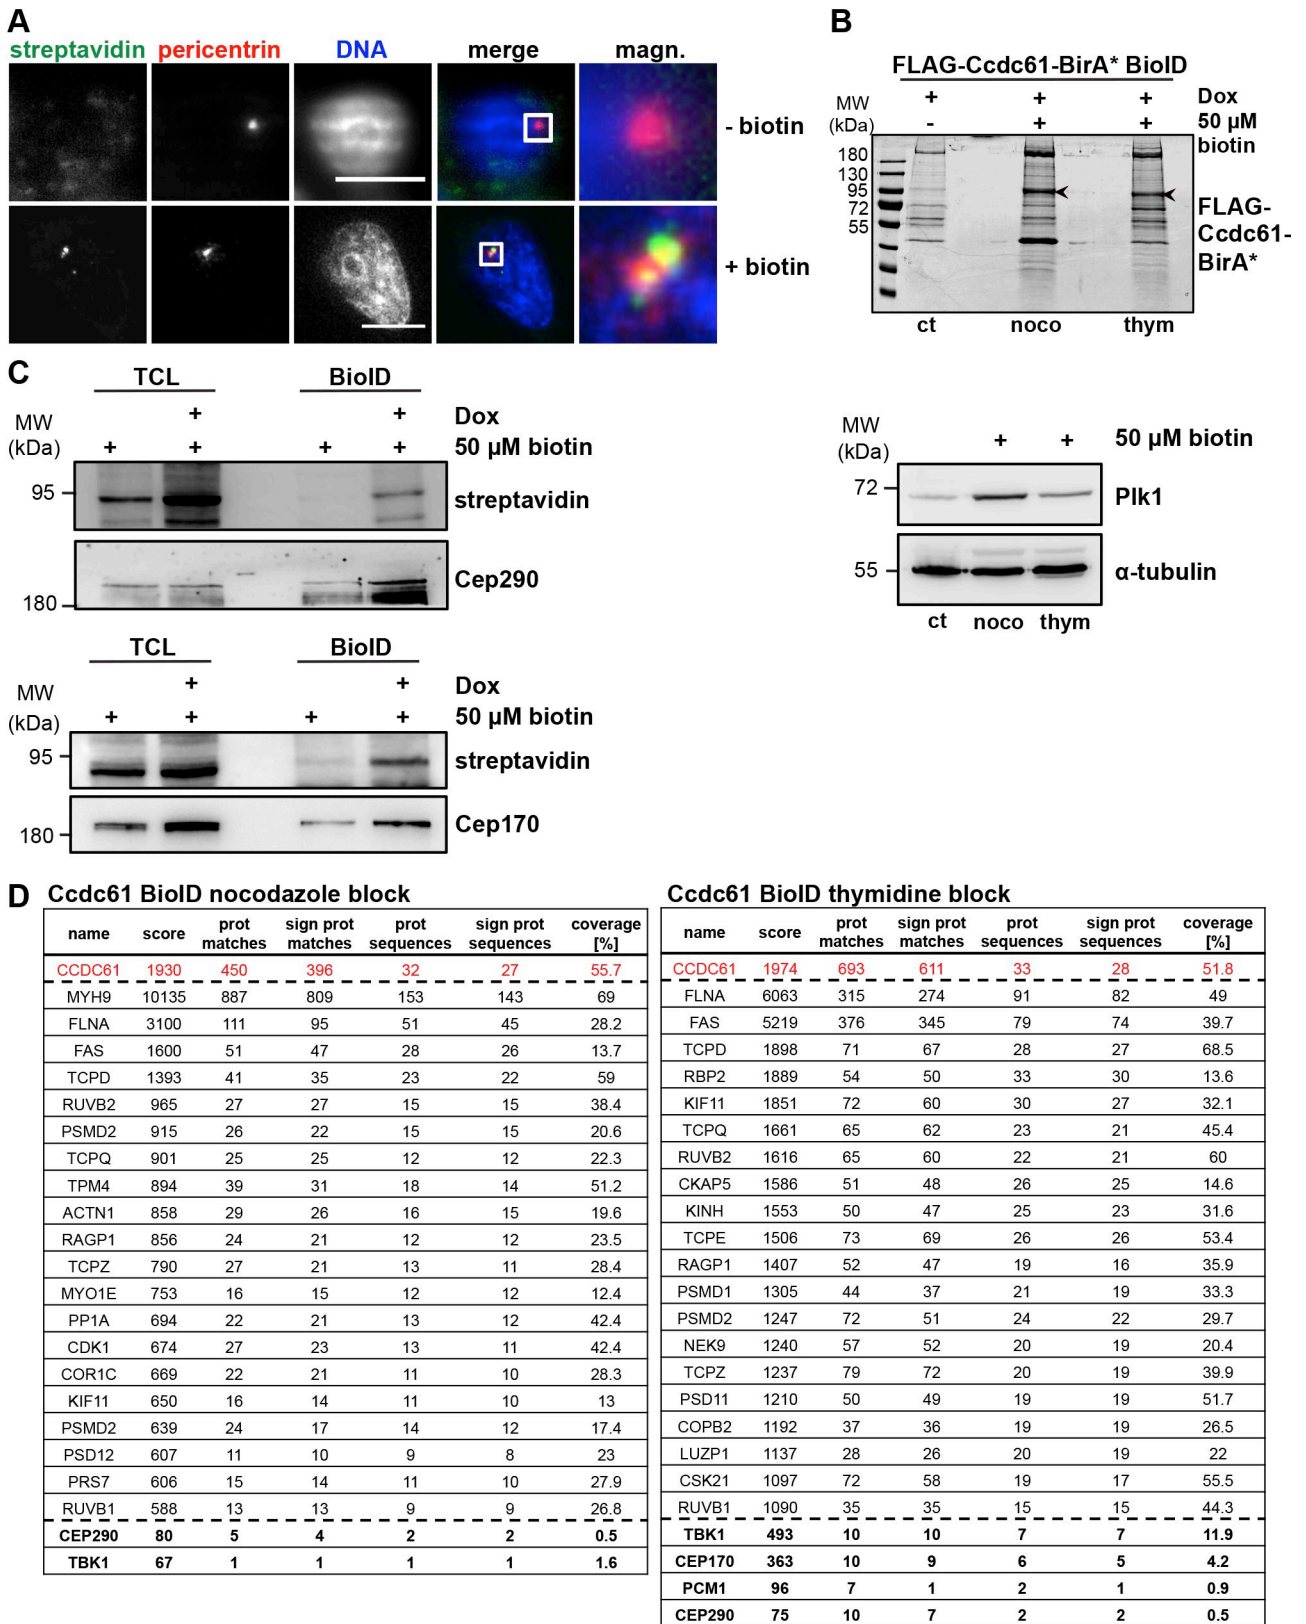 A
streptavidin pericentrin DNA merge magn.
- biotin
+ biotin
B
FLAG-Ccdc61-BirA* BioID
MW
(kDa)
+ + + Dox
- + + 50 µM
biotin
180
130
95
72
55
FLAG-
Ccdc61-
BirA*
ct noco thym
MW
(kDa)
+ + 50 µM biotin
72
Plk1
55
α-tubulin
ct noco thym
C
TCL BioID
MW
(kDa)
+ + Dox
+ + + + 50 µM biotin
95
streptavidin
Cep290
180
TCL BioID
MW
(kDa)
+ + Dox
+ + + + 50 µM biotin
95
streptavidin
180
Cep170
D
Ccdc61 BioID nocodazole block
name score prot matches sign prot matches prot sequences sign prot sequences coverage [%]
CCDC61 1930 450 396 32 27 55.7
MYH9 10135 887 809 153 143 69
FLNA 3100 111 95 51 45 28.2
FAS 1600 51 47 28 26 13.7
TCPD 1393 41 35 23 22 59
RUVB2 965 27 27 15 15 38.4
PSMD2 915 26 22 15 15 20.6
TCPQ 901 25 25 12 12 22.3
TPM4 894 39 31 18 14 51.2
ACTN1 858 29 26 16 15 19.6
RAGP1 856 24 21 12 12 23.5
TCPZ 790 27 21 13 11 28.4
MYO1E 753 16 15 12 12 12.4
PP1A 694 22 21 13 12 42.4
CDK1 674 27 23 13 11 42.4
COR1C 669 22 21 11 10 28.3
KIF11 650 16 14 11 10 13
PSMD2 639 24 17 14 12 17.4
PSD12 607 11 10 9 8 23
PRS7 606 15 14 11 10 27.9
RUVB1 588 13 13 9 9 26.8
CEP290 80 5 4 2 2 0.5
TBK1 67 1 1 1 1 1.6
Ccdc61 BioID thymidine block
name score prot matches sign prot matches prot sequences sign prot sequences coverage [%]
CCDC61 1974 693 611 33 28 51.8
FLNA 6063 315 274 91 82 49
FAS 5219 376 345 79 74 39.7
TCPD 1898 71 67 28 27 68.5
RBP2 1889 54 50 33 30 13.6
KIF11 1851 72 60 30 27 32.1
TCPQ 1661 65 62 23 21 45.4
RUVB2 1616 65 60 22 21 60
CKAP5 1586 51 48 26 25 14.6
KINH 1553 50 47 25 23 31.6
TCPE 1506 73 69 26 26 53.4
RAGP1 1407 52 47 19 16 35.9
PSMD1 1305 44 37 21 19 33.3
PSMD2 1247 72 51 24 22 29.7
NEK9 1240 57 52 20 19 20.4
TCPZ 1237 79 72 20 19 39.9
PSD11 1210 50 49 19 19 51.7
COPB2 1192 37 36 19 19 26.5
LUZP1 1137 28 26 20 19 22
CSK21 1097 72 58 19 17 55.5
RUVB1 1090 35 35 15 15 44.3
TBK1 493 10 10 7 7 11.9
CEP170 363 10 9 6 5 4.2
PCM1 96 7 1 2 1 0.9
CEP290 75 10 7 2 2 0.5